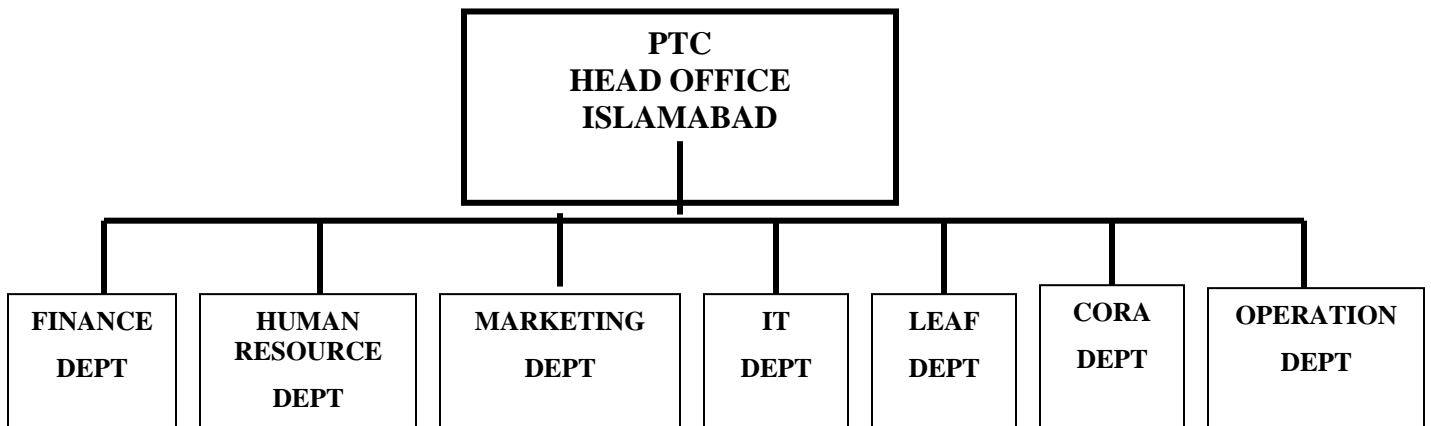 PTC
HEAD OFFICE
ISLAMABAD
FINANCE
DEPT
HUMAN
RESOURCE
DEPT
MARKETING
DEPT
IT
DEPT
LEAF
DEPT
CORA
DEPT
OPERATION
DEPT